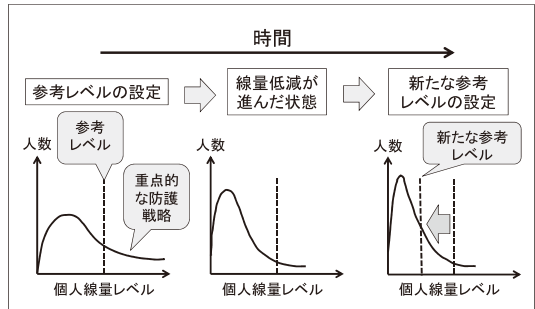 時間
参考レベルの設定
線量低減が
進んだ状態
新たな参考
レベルの設定
人数
参考
レベル
重点的
な防護
戦略
個人線量レベル
人数
個人線量レベル
人数
新たな参考
レベル
個人線量レベル